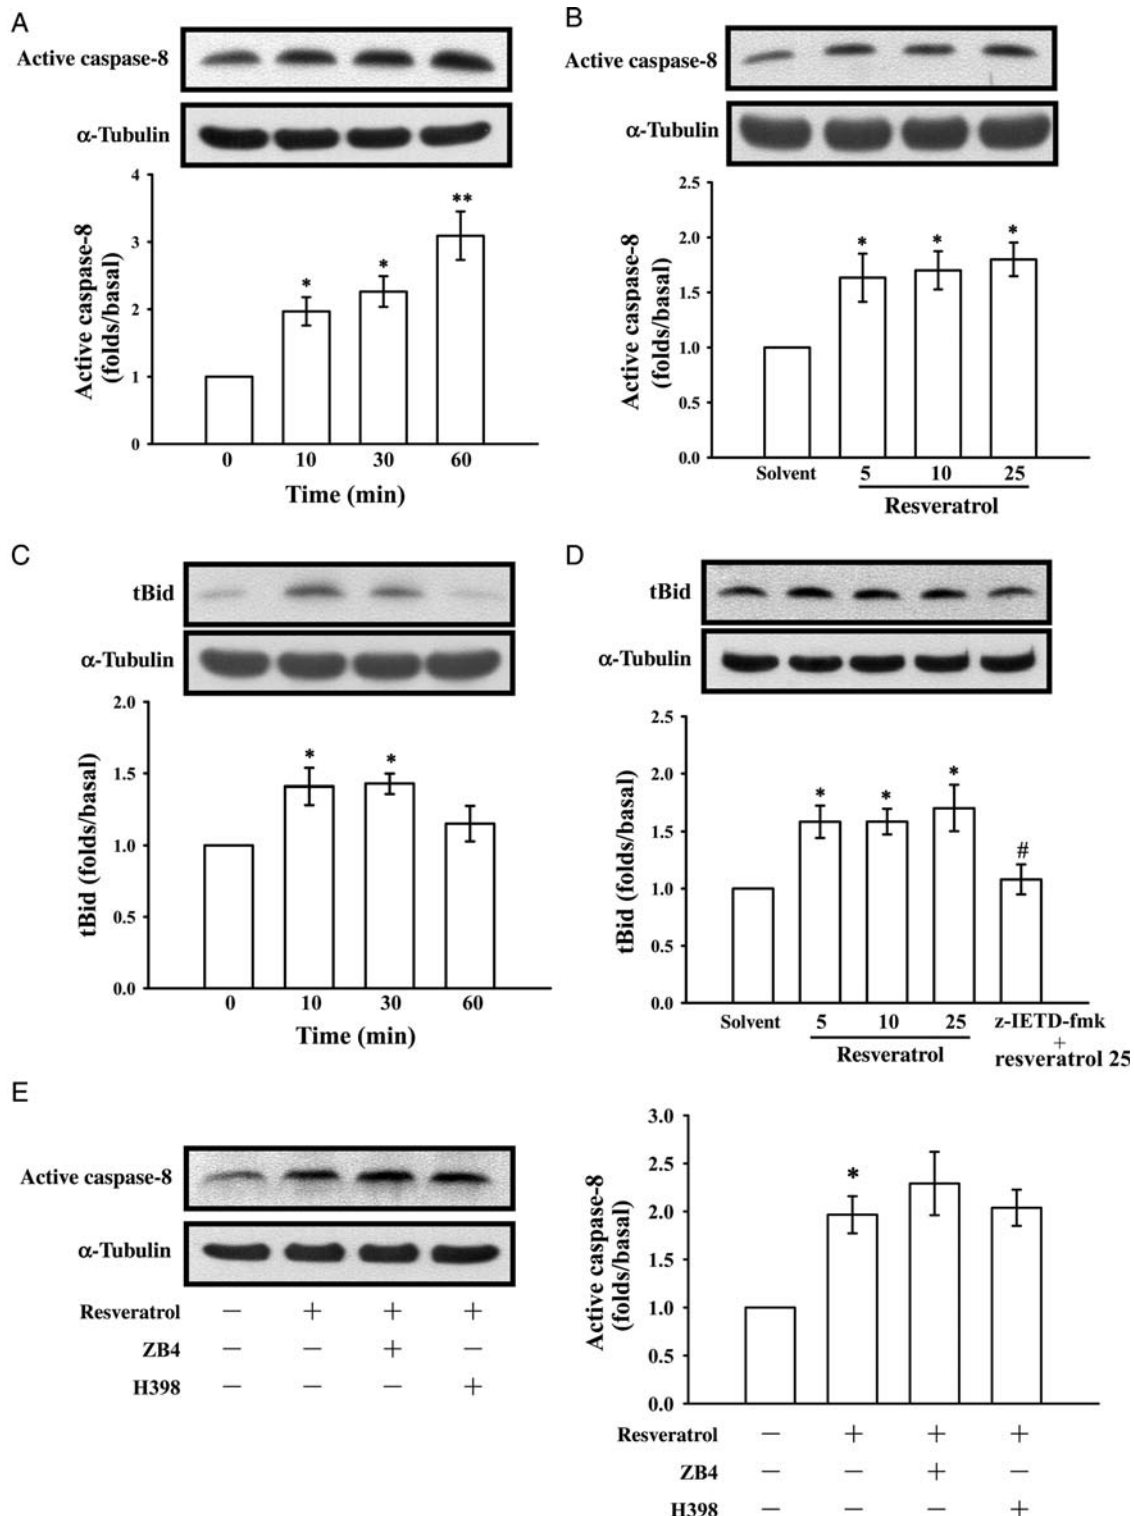 A
Active caspase-8
α-Tubulin
Active caspase-8
(folds/basal)
4
3
2
1
0
*
*
**
0 10 30 60
Time (min)
B
Active caspase-8
α-Tubulin
Active caspase-8
(folds/basal)
2.5
2.0
1.5
1.0
0.5
0.0
*
*
*
Solvent 5 10 25
Resveratrol
C
tBid
α-Tubulin
tBid (folds/basal)
2.0
1.5
1.0
0.5
0.0
*
*
0 10 30 60
Time (min)
D
tBid
α-Tubulin
tBid (folds/basal)
2.5
2.0
1.5
1.0
0.5
0.0
*
*
*
#
Solvent 5 10 25 z-IETD-fmk
+
Resveratrol resveratrol 25
E
Active caspase-8
α-Tubulin
Resveratrol − + + +
ZB4 − − + −
H398 − − − +
Active caspase-8
(folds/basal)
3.0
2.5
2.0
1.5
1.0
0.5
0.0
*
Resveratrol − + + +
ZB4 − − + −
H398 − − − +